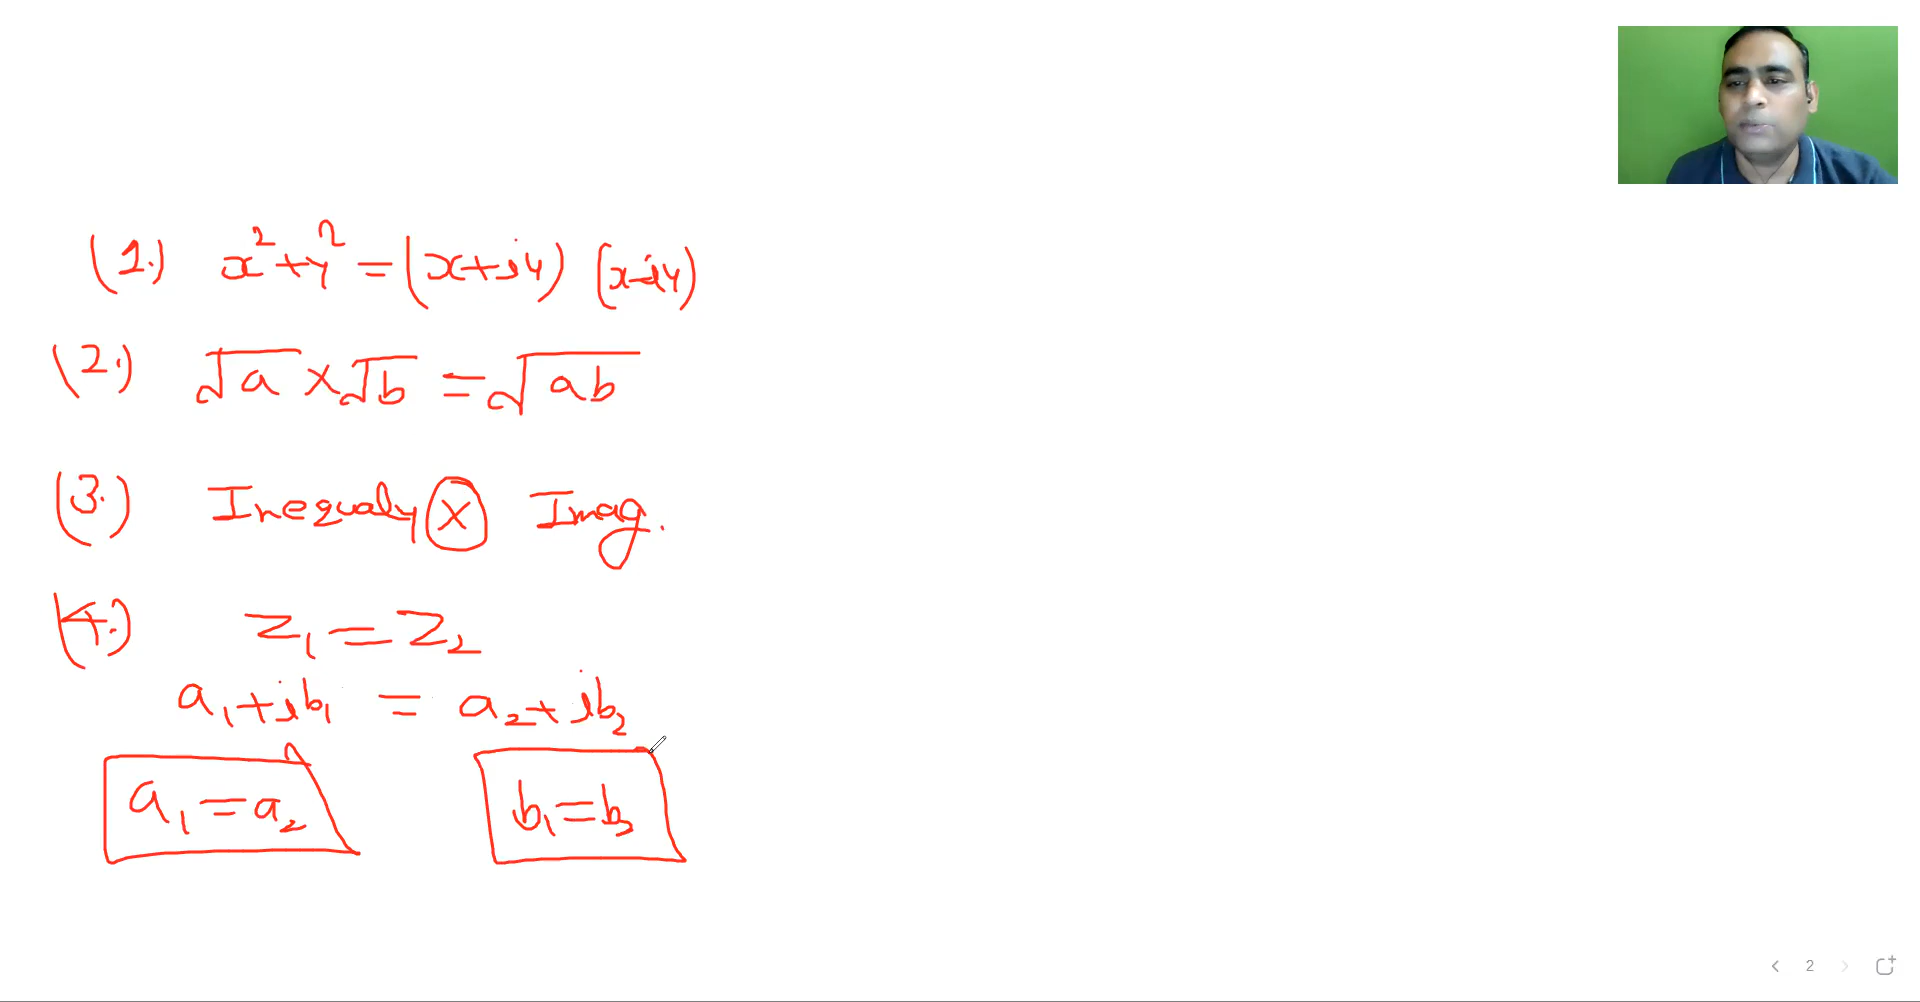 (1.) x²+y²=(x+iy) (x-iy)
(2.) √a×√b=√ab
(3.) Inequaly ⓧ Imag.
(4.) z₁=z₂
a₁+ib₁ = a₂+ib₂
a₁=a₂ b₁=b₂
2